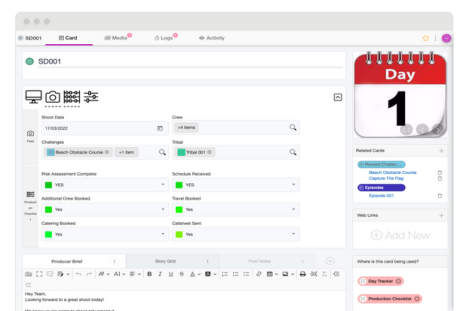 SD001
Card
Media
Logs
Activity
SD001
Day
1
Shoot Date
17/03/2022
Crew
+4 items
Challenges
Beach Obstacle Course
+1 item
Tribal
Tribal 001
Risk Assessment Complete
YES
Schedule Received
YES
Additional Crew Booked
Yes
Travel Booked
Yes
Catering Booked
Yes
Callsheet Sent
Yes
Related Cards
Beach Obstacle Course
Capture The Flag
Episodes
Episode 001
Web Links
Add New
Where is this card being used?
Day Tracker
Production Checklist
Producer Brief
Story Grid
Post Notes
Hey Team,
Looking forward to a great shoot today!